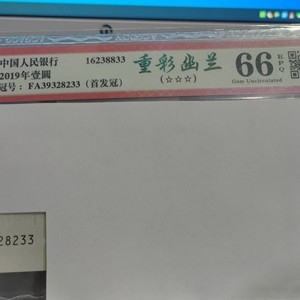 中国人民银行
16238833
2019年壹圆
冠号：FA39328233（首发冠）
重彩幽兰
（☆☆☆）
66
EPQ
Gem Uncirculated
28233